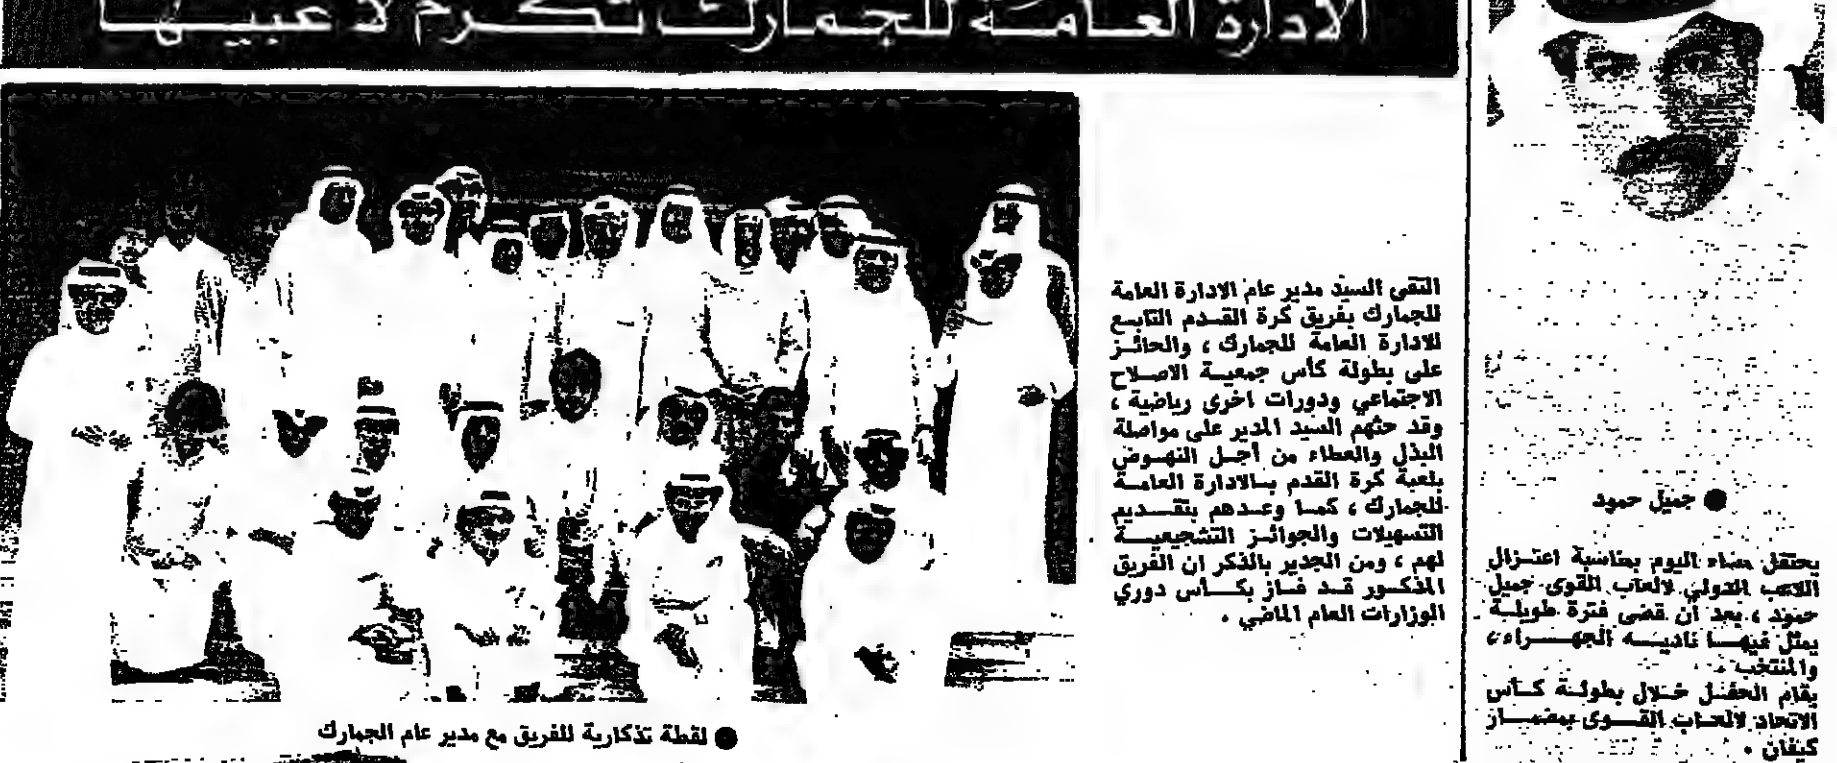 الادارة العامة للجمارك تكرم لاعبيها
التقى السيد مدير عام الادارة العامة
للجمارك بفريق كرة القدم التابع
للادارة العامة للجمارك ، والحائز
على بطولة كأس جمعية الاصلاح
الاجتماعي ودورات اخرى رياضية ،
وقد حثهم السيد المدير على مواصلة
البذل والعطاء من أجل النهوض
بلعبة كرة القدم بالادارة العامة
للجمارك ، كما وعدهم بتقديم
التسهيلات والجوائز التشجيعية
لهم ، ومن الجدير بالذكر ان الفريق
المذكور قد فاز بكأس دوري
الوزارات العام الماضي .
● لقطة تذكارية للفريق مع مدير عام الجمارك
● جميل حمود
يحتفل مساء اليوم بمناسبة اعتزال
اللاعب الدولي لالعاب القوى جميل
حمود ، بعد أن قضى فترة طويلة
يمثل فيها ناديه الجهراء ،
والمنتخب .
يقام الحفل خلال بطولة كأس
الاتحاد لالعاب القوى بمضمار
كيفان .